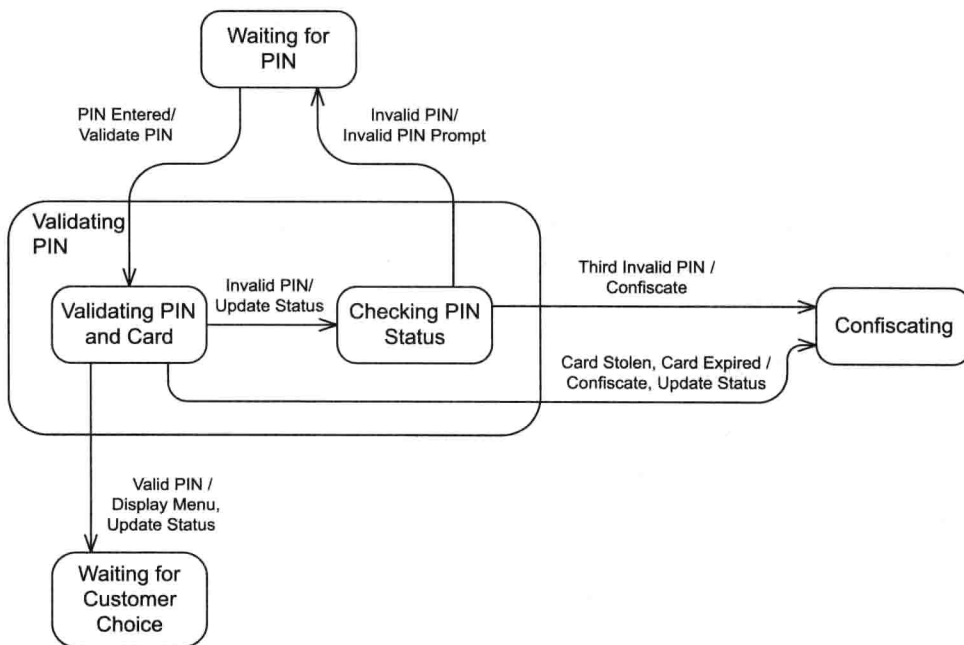 Waiting for
PIN
PIN Entered/
Validate PIN
Invalid PIN/
Invalid PIN Prompt
Validating
PIN
Validating PIN
and Card
Invalid PIN/
Update Status
Checking PIN
Status
Third Invalid PIN /
Confiscate
Confiscating
Card Stolen, Card Expired /
Confiscate, Update Status
Valid PIN /
Display Menu,
Update Status
Waiting for
Customer
Choice